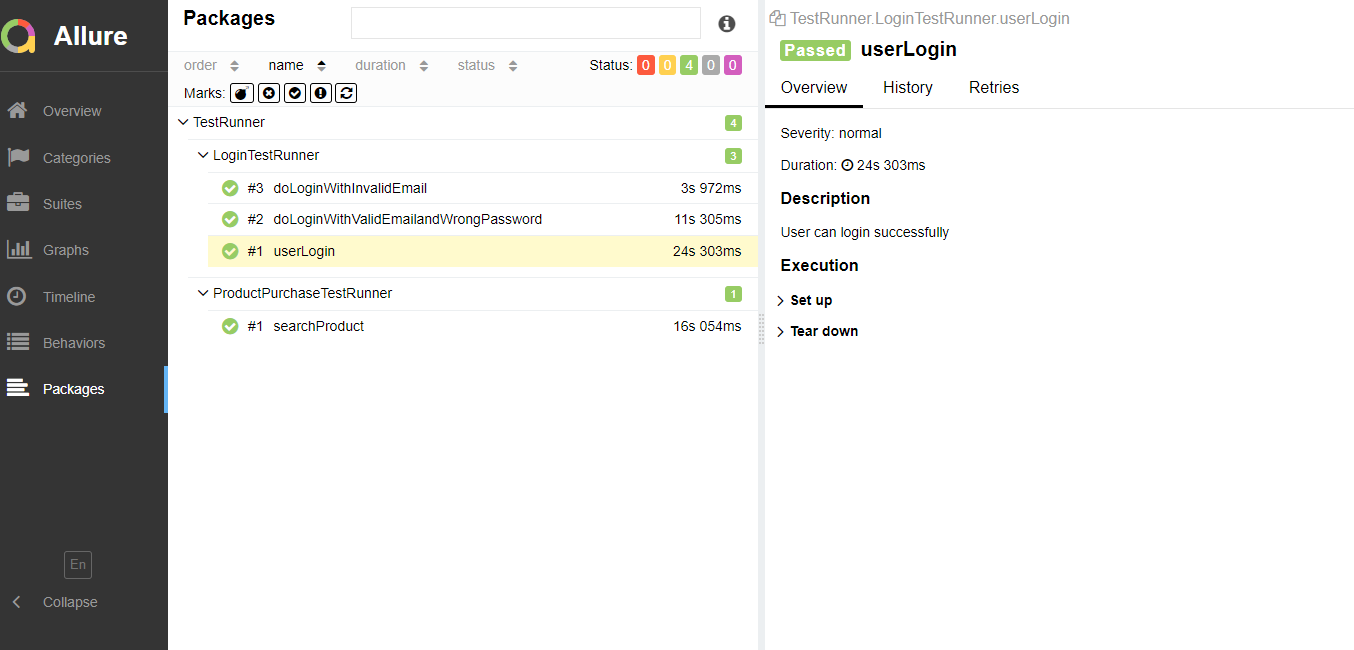 Allure
Overview
Categories
Suites
Graphs
Timeline
Behaviors
Packages
En
Collapse
Packages
order name duration status Status: 0 0 4 0 0
Marks:
TestRunner 4
LoginTestRunner 3
#3 doLoginWithInvalidEmail 3s 972ms
#2 doLoginWithValidEmailandWrongPassword 11s 305ms
#1 userLogin 24s 303ms
ProductPurchaseTestRunner 1
#1 searchProduct 16s 054ms
TestRunner.LoginTestRunner.userLogin
Passed userLogin
Overview History Retries
Severity: normal
Duration: 24s 303ms
Description
User can login successfully
Execution
Set up
Tear down